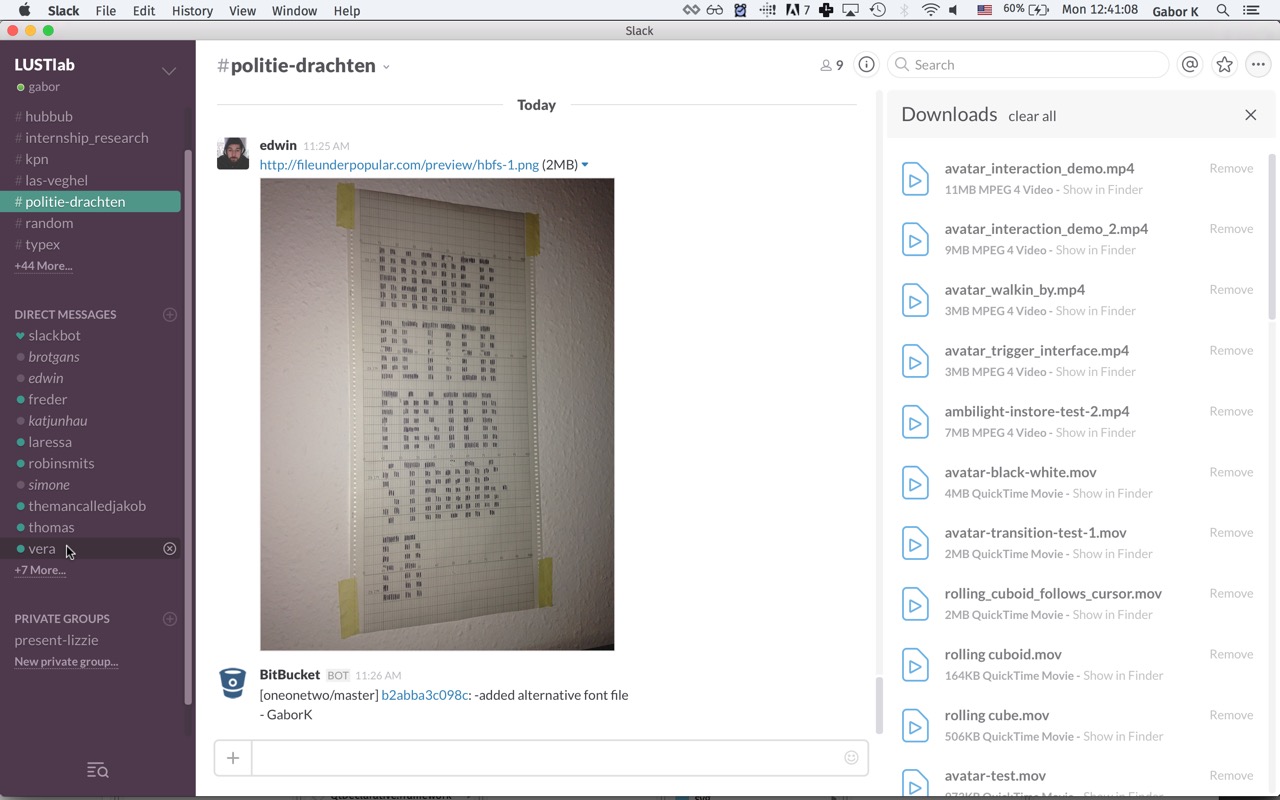 Slack File Edit History View Window Help 7 60% Mon 12:41:08 Gabor K
Slack
LUSTlab
gabor
# hubbub
# internship_research
# kpn
# las-veghel
# politie-drachten
# random
# typex
+44 More...
DIRECT MESSAGES
slackbot
brotgans
edwin
freder
katjunhau
laressa
robinsmits
simone
themancalledjakob
thomas
vera
+7 More...
PRIVATE GROUPS
present-lizzie
New private group...
#politie-drachten
9
Search
Today
edwin 11:25 AM
http://fileunderpopular.com/preview/hbfs-1.png (2MB)
BitBucket BOT 11:26 AM
[oneonetwo/master] b2abba3c098c: -added alternative font file
- GaborK
Downloads clear all
avatar_interaction_demo.mp4 Remove
11MB MPEG 4 Video - Show in Finder
avatar_interaction_demo_2.mp4 Remove
9MB MPEG 4 Video - Show in Finder
avatar_walkin_by.mp4 Remove
3MB MPEG 4 Video - Show in Finder
avatar_trigger_interface.mp4 Remove
3MB MPEG 4 Video - Show in Finder
ambilight-instore-test-2.mp4 Remove
7MB MPEG 4 Video - Show in Finder
avatar-black-white.mov Remove
4MB QuickTime Movie - Show in Finder
avatar-transition-test-1.mov Remove
2MB QuickTime Movie - Show in Finder
rolling_cuboid_follows_cursor.mov Remove
2MB QuickTime Movie - Show in Finder
rolling cuboid.mov Remove
164KB QuickTime Movie - Show in Finder
rolling cube.mov Remove
506KB QuickTime Movie - Show in Finder
avatar-test.mov Remove